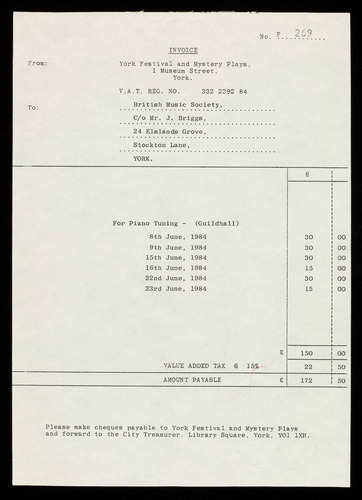 No. F 269
INVOICE
From: York Festival and Mystery Plays,
1 Museum Street,
York.
V.A.T. REG. NO. 332 2392 84
To: British Music Society,
C/o Mr. J. Briggs,
24 Elmlands Grove,
Stockton Lane,
YORK.
£
For Piano Tuning - (Guildhall)
8th June, 1984 30 00
9th June, 1984 30 00
15th June, 1984 30 00
16th June, 1984 15 00
22nd June, 1984 30 00
23rd June, 1984 15 00
£ 150 00
VALUE ADDED TAX @ 15% 22 50
AMOUNT PAYABLE £ 172 50
Please make cheques payable to York Festival and Mystery Plays
and forward to the City Treasurer, Library Square, York, YO1 1XH.